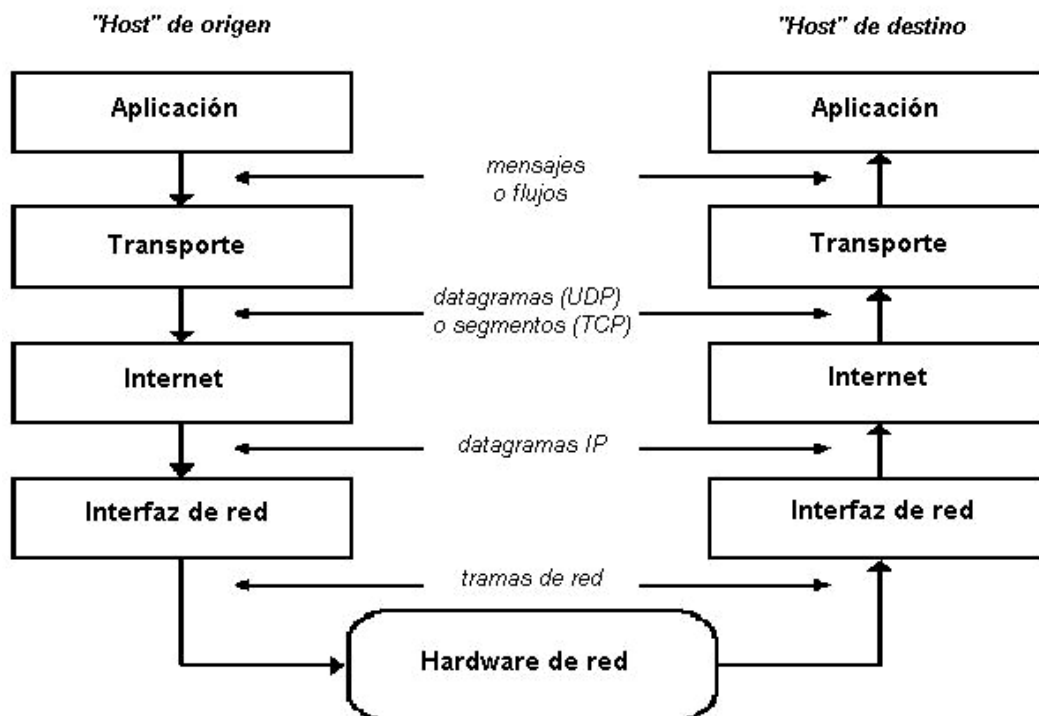 "Host" de origen
"Host" de destino
Aplicación
Aplicación
mensajes
o flujos
Transporte
Transporte
datagramas (UDP)
o segmentos (TCP)
Internet
Internet
datagramas IP
Interfaz de red
Interfaz de red
tramas de red
Hardware de red